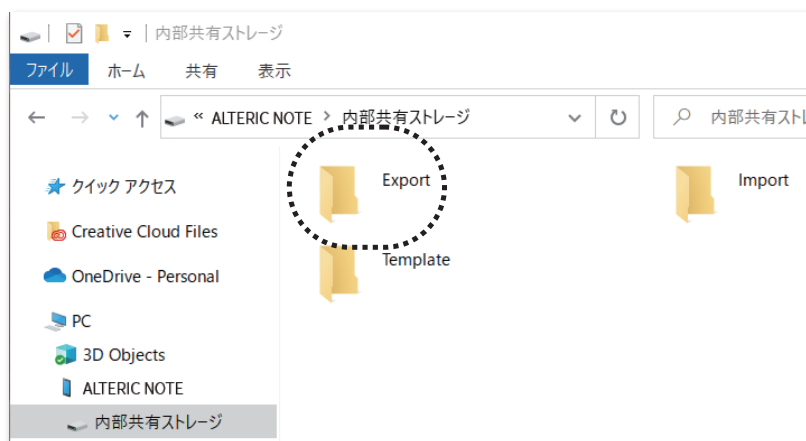 内部共有ストレージ
ファイル ホーム 共有 表示
« ALTERIC NOTE > 内部共有ストレージ
内部共有ストレ
クイック アクセス
Creative Cloud Files
OneDrive - Personal
PC
3D Objects
ALTERIC NOTE
内部共有ストレージ
Export
Import
Template